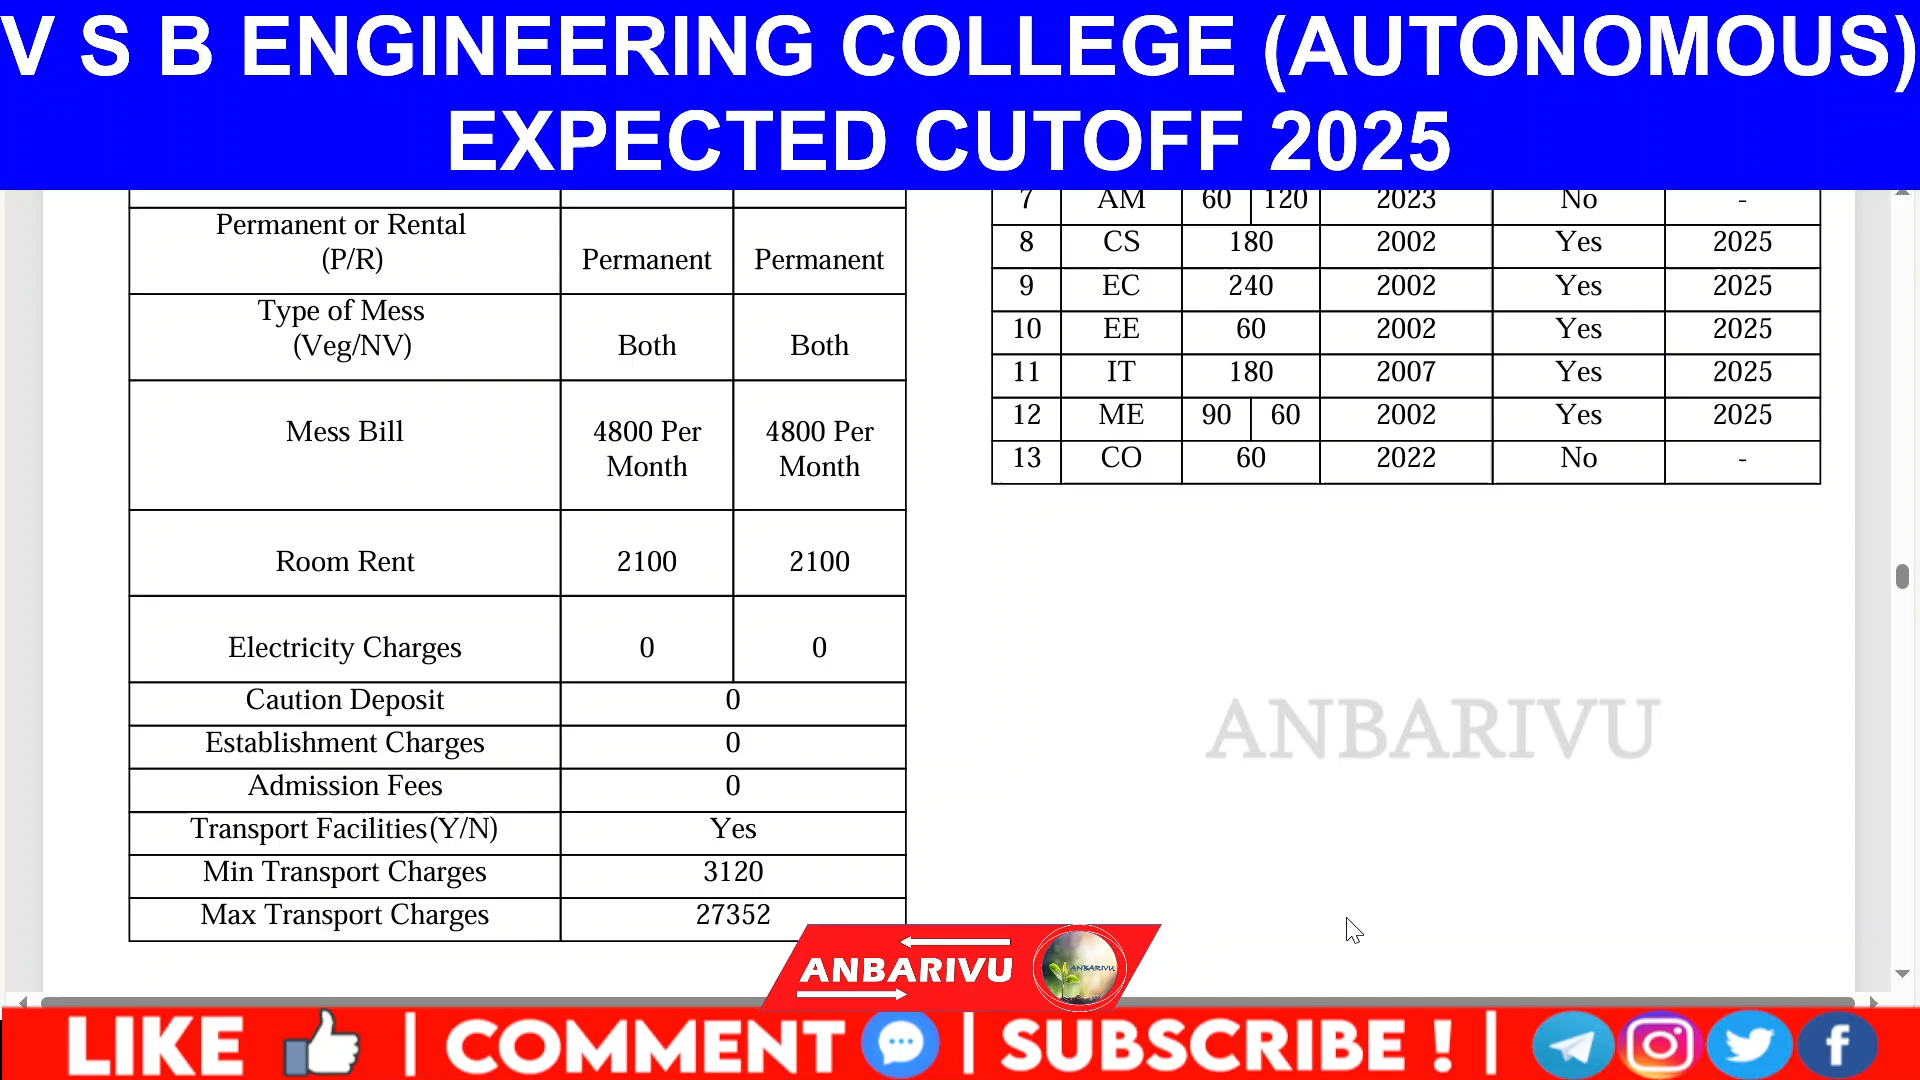 V S B ENGINEERING COLLEGE (AUTONOMOUS)
EXPECTED CUTOFF 2025
Permanent or Rental
(P/R) Permanent Permanent
Type of Mess
(Veg/NV) Both Both
Mess Bill 4800 Per 4800 Per
Month Month
Room Rent 2100 2100
Electricity Charges 0 0
Caution Deposit 0
Establishment Charges 0
Admission Fees 0
Transport Facilities(Y/N) Yes
Min Transport Charges 3120
Max Transport Charges 27352
7 AM 60 120 2023 No -
8 CS 180 2002 Yes 2025
9 EC 240 2002 Yes 2025
10 EE 60 2002 Yes 2025
11 IT 180 2007 Yes 2025
12 ME 90 60 2002 Yes 2025
13 CO 60 2022 No -
ANBARIVU
ANBARIVU
ANBARIVU
LIKE | COMMENT | SUBSCRIBE ! |